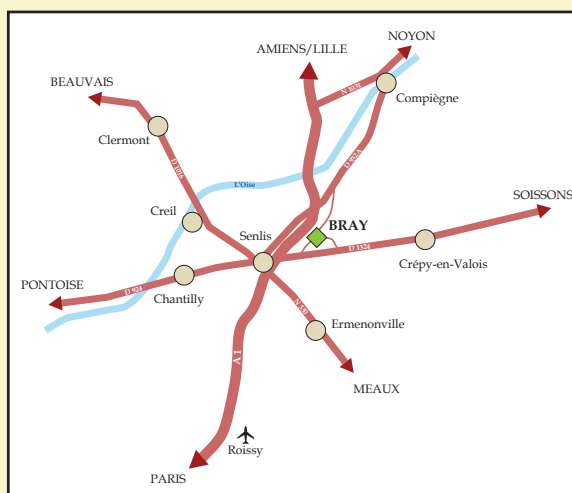 NOYON
AMIENS/LILLE
BEAUVAIS
N 1031
Compiègne
Clermont
D 1016
D 932A
L'Oise
SOISSONS
Creil
BRAY
Senlis
D 1324
Crépy-en-Valois
PONTOISE
D 924
Chantilly
N 330
Ermenonville
A 1
MEAUX
Roissy
PARIS